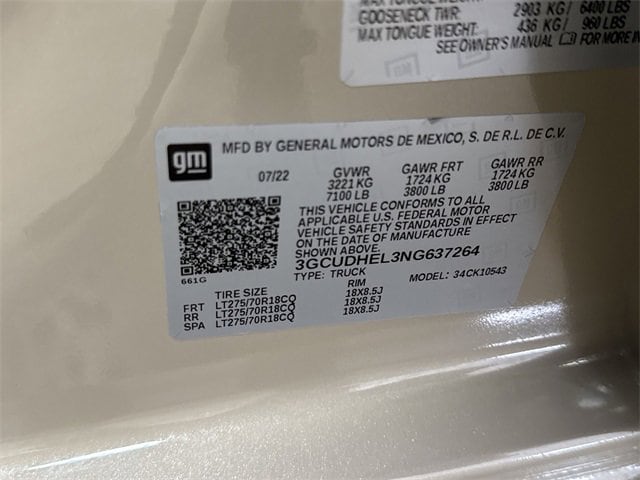 MAX TONGUE WEIGHT:
GOOSENECK TWR: 2903 KG/ 6400 LBS
MAX TONGUE WEIGHT: 436 KG/ 960 LBS
SEE OWNER'S MANUAL FOR MORE IN
gm
MFD BY GENERAL MOTORS DE MEXICO, S. DE R.L. DE C.V.
07/22 GVWR GAWR FRT GAWR RR
3221 KG 1724 KG 1724 KG
7100 LB 3800 LB 3800 LB
THIS VEHICLE CONFORMS TO ALL
APPLICABLE U.S. FEDERAL MOTOR
VEHICLE SAFETY STANDARDS IN EFFECT
ON THE DATE OF MANUFACTURE
SHOWN ABOVE.
3GCUDHEL3NG637264
661G
TYPE: TRUCK MODEL: 34CK10543
TIRE SIZE RIM
FRT LT275/70R18CQ 18X8.5J
RR LT275/70R18CQ 18X8.5J
SPA LT275/70R18CQ 18X8.5J